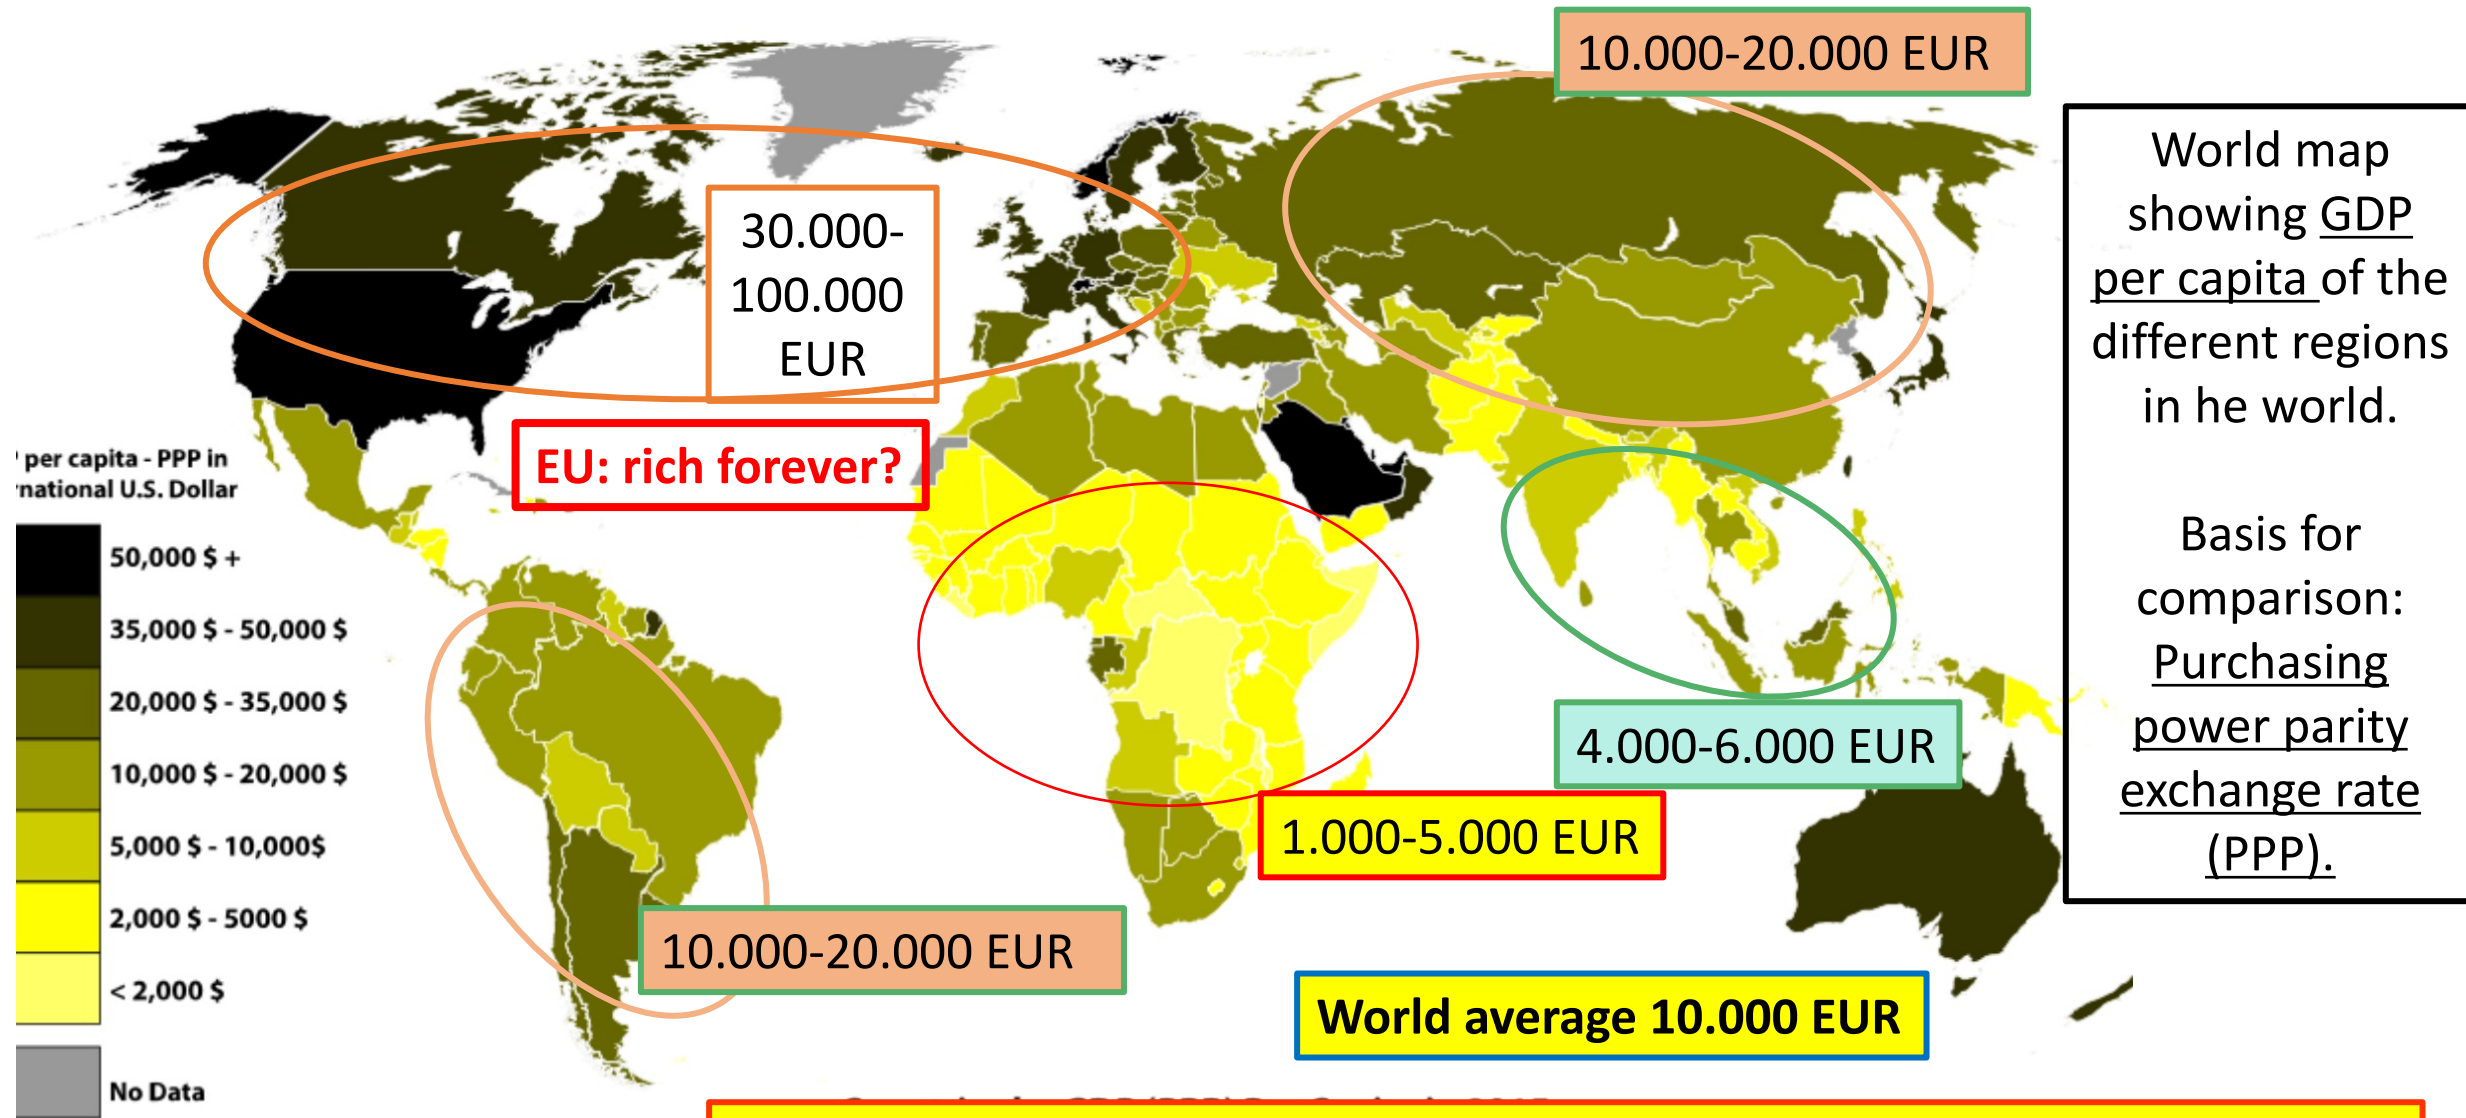 10.000-20.000 EUR
World map
showing GDP
per capita of the
different regions
in he world.
Basis for
comparison:
Purchasing
power parity
exchange rate
(PPP).
30.000-
100.000
EUR
EU: rich forever?
per capita - PPP in
U.S. Dollar
50,000 $ +
35,000 $ - 50,000 $
20,000 $ - 35,000 $
10,000 $ - 20,000 $
5,000 $ - 10,000$
2,000 $ - 5000 $
< 2,000 $
No Data
4.000-6.000 EUR
1.000-5.000 EUR
10.000-20.000 EUR
World average 10.000 EUR